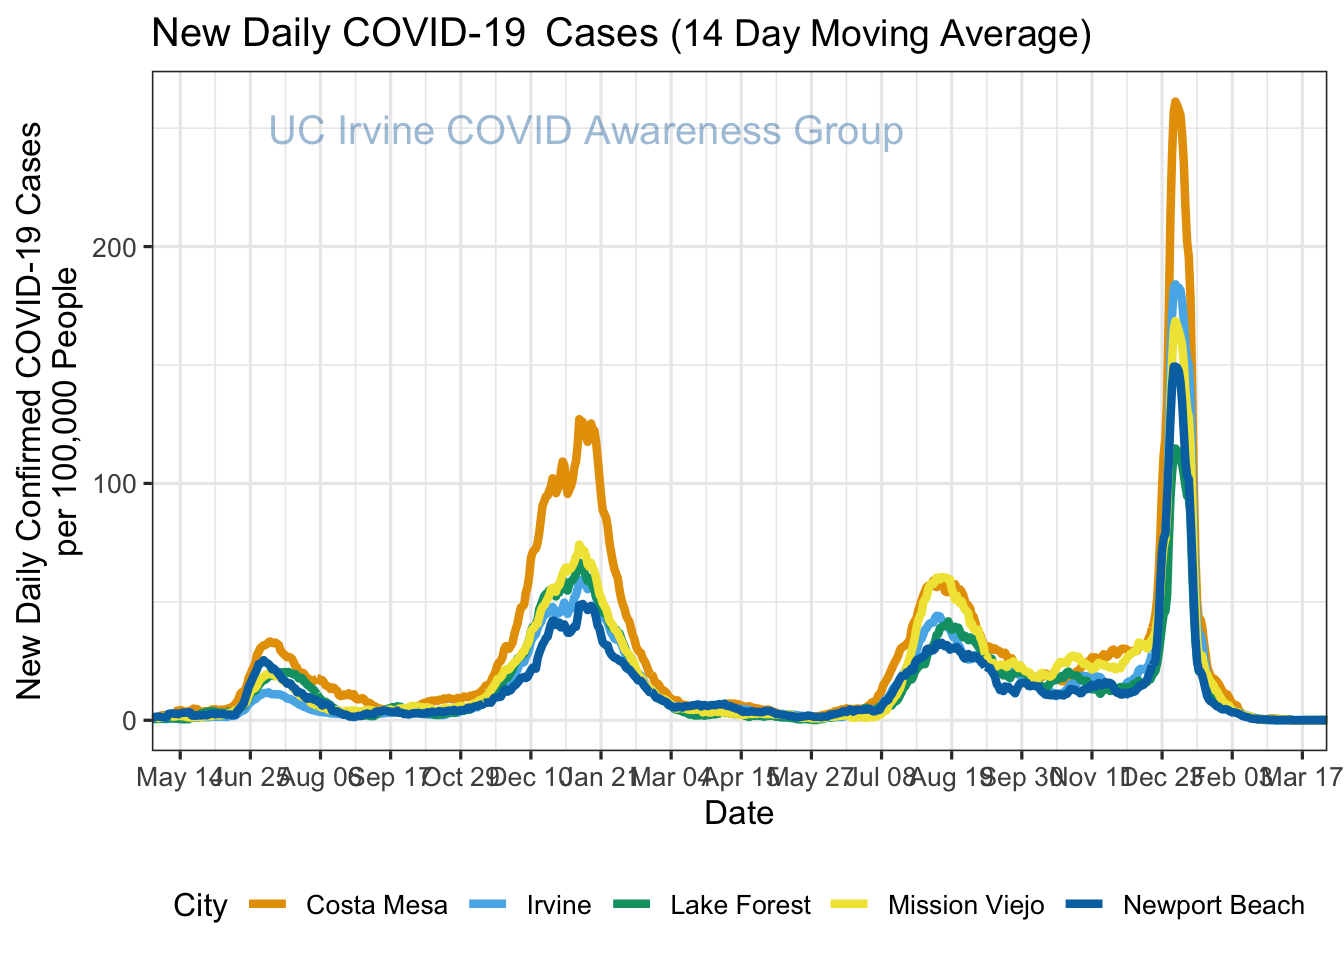 New Daily COVID-19  Cases (14 Day Moving Average)
UC Irvine COVID Awareness Group
New Daily Confirmed COVID-19 Cases
per 100,000 People
200
100
0
May 14 Jun 25 Aug 06 Sep 17 Oct 29 Dec 10 Jan 21 Mar 04 Apr 15 May 27 Jul 08 Aug 19 Sep 30 Nov 11 Dec 23 Feb 03 Mar 17
Date
City Costa Mesa Irvine Lake Forest Mission Viejo Newport Beach